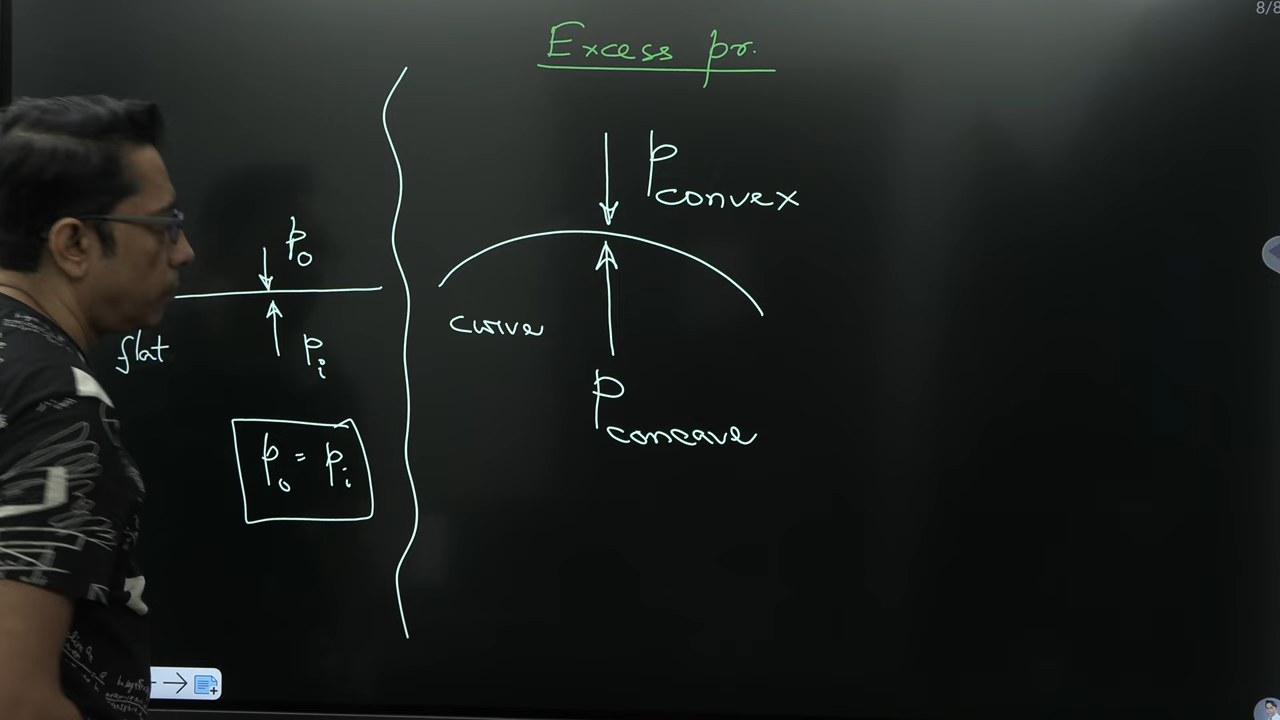 8/8
Excess pr.
p₀
flat
pᵢ
p₀ = pᵢ
p convex
curve
p concave